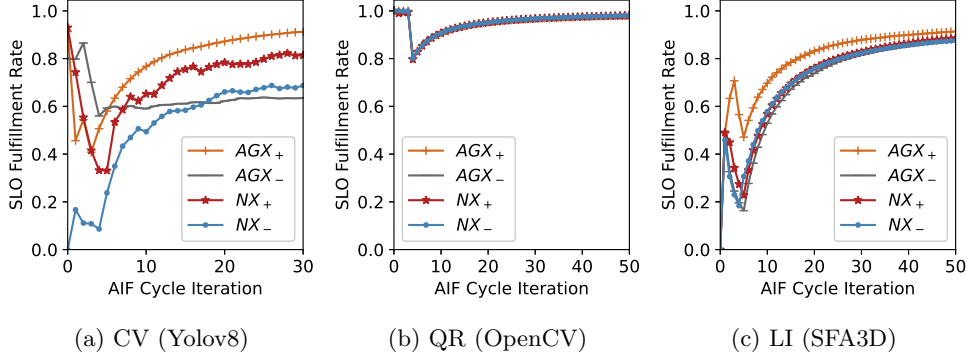 SLO Fulfillment Rate
1.0
0.8
0.6
0.4
0.2
0.0
AGX+
AGX−
NX+
NX−
0 10 20 30
AIF Cycle Iteration
(a) CV (Yolov8)
SLO Fulfillment Rate
1.0
0.8
0.6
0.4
0.2
0.0
AGX+
AGX−
NX+
NX−
0 10 20 30 40 50
AIF Cycle Iteration
(b) QR (OpenCV)
SLO Fulfillment Rate
1.0
0.8
0.6
0.4
0.2
0.0
AGX+
AGX−
NX+
NX−
0 10 20 30 40 50
AIF Cycle Iteration
(c) LI (SFA3D)